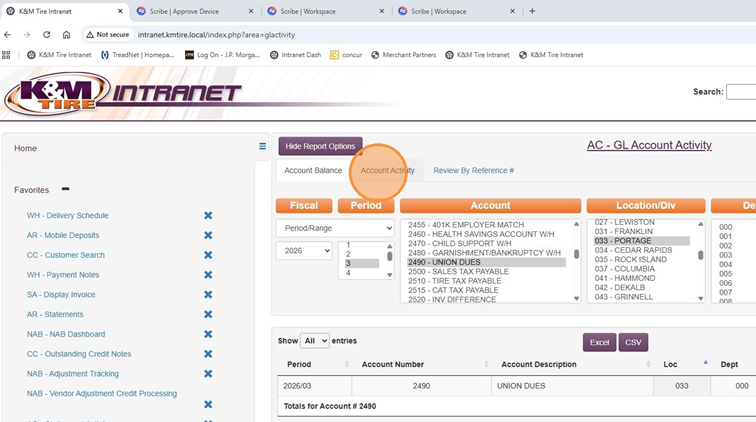 K&M Tire Intranet
Scribe | Approve Device
Scribe | Workspace
Scribe | Workspace
Not secure
intranet.kmtire.local/index.php?area=glactivity
K&M Tire Intranet
TreadNet | Homepa...
Log On - J.P. Morga...
Intranet Dash
concur
Merchant Partners
K&M Tire Intranet
K&M Tire Intranet
K&M TIRE INTRANET
Search:
Home
Favorites
WH - Delivery Schedule
AR - Mobile Deposits
CC - Customer Search
WH - Payment Notes
SA - Display Invoice
AR - Statements
NAB - NAB Dashboard
CC - Outstanding Credit Notes
NAB - Adjustment Tracking
NAB - Vendor Adjustment Credit Processing
Hide Report Options
AC - GL Account Activity
Account Balance
Account Activity
Review By Reference #
Fiscal
Period
Account
Location/Div
De
Period/Range
2026
1
2
3
4
2455 - 401K EMPLOYER MATCH
2460 - HEALTH SAVINGS ACCOUNT W/H
2470 - CHILD SUPPORT W/H
2480 - GARNISHMENT/BANKRUPTCY W/H
2490 - UNION DUES
2500 - SALES TAX PAYABLE
2510 - TIRE TAX PAYABLE
2515 - CAT TAX PAYABLE
2520 - INV DIFFERENCE
027 - LEWISTON
031 - FRANKLIN
033 - PORTAGE
034 - CEDAR RAPIDS
035 - ROCK ISLAND
037 - COLUMBIA
041 - HAMMOND
042 - DEKALB
043 - GRINNELL
000
001
002
003
005
006
007
008
Show All entries
Excel
CSV
Period
Account Number
Account Description
Loc
Dept
2026/03
2490
UNION DUES
033
000
Totals for Account # 2490